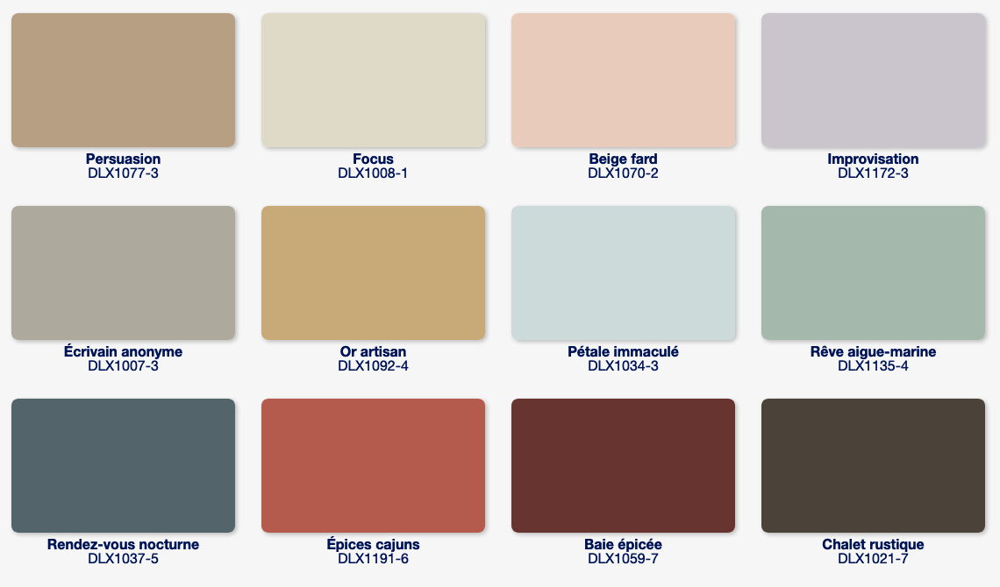 Persuasion
DLX1077-3
Focus
DLX1008-1
Beige fard
DLX1070-2
Improvisation
DLX1172-3
Écrivain anonyme
DLX1007-3
Or artisan
DLX1092-4
Pétale immaculé
DLX1034-3
Rêve aigue-marine
DLX1135-4
Rendez-vous nocturne
DLX1037-5
Épices cajuns
DLX1191-6
Baie épicée
DLX1059-7
Chalet rustique
DLX1021-7